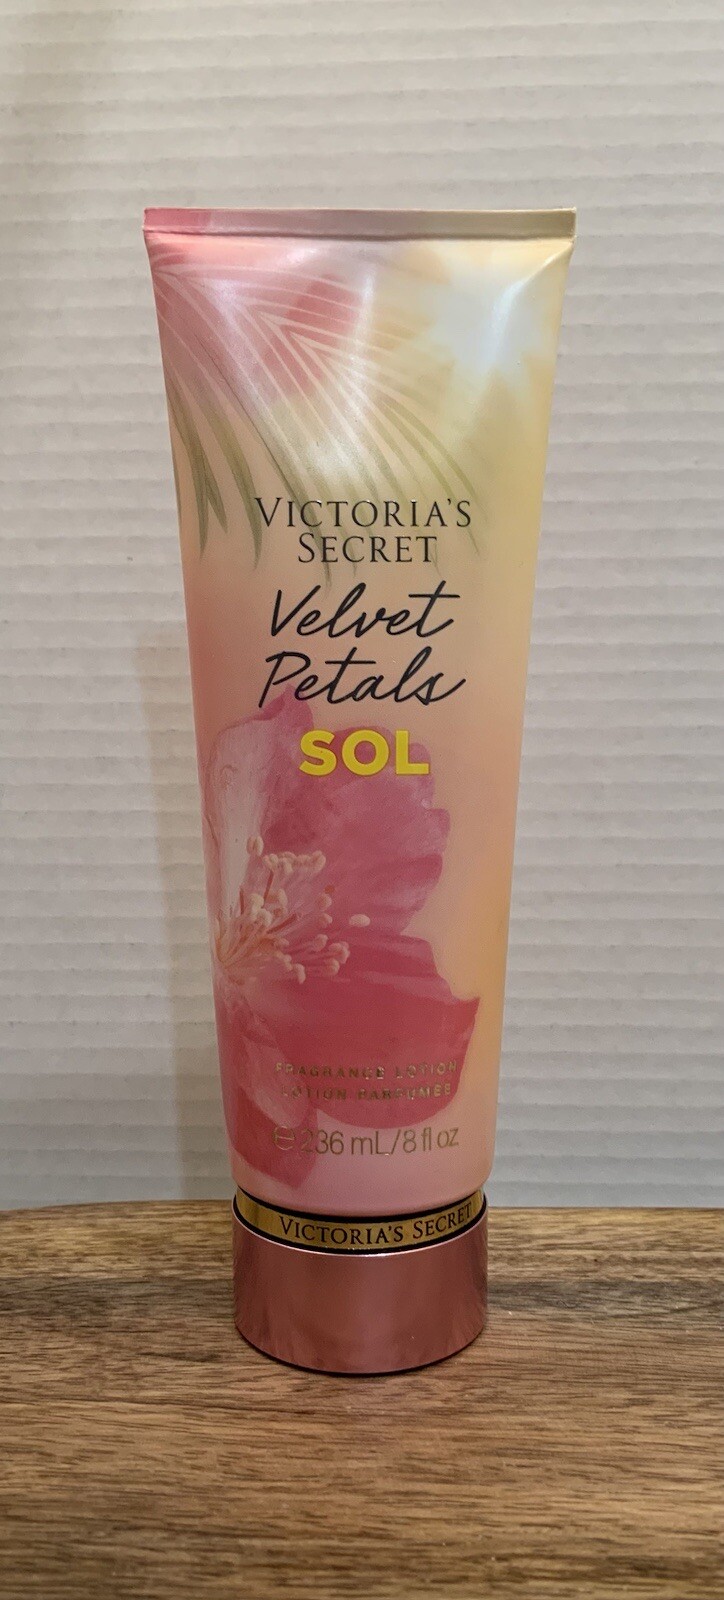 VICTORIA'S
SECRET
Velvet
Petals
SOL
FRAGRANCE LOTION
LOTION PARFUMÉE
℮ 236 mL/8 fl oz
VICTORIA'S SECRET